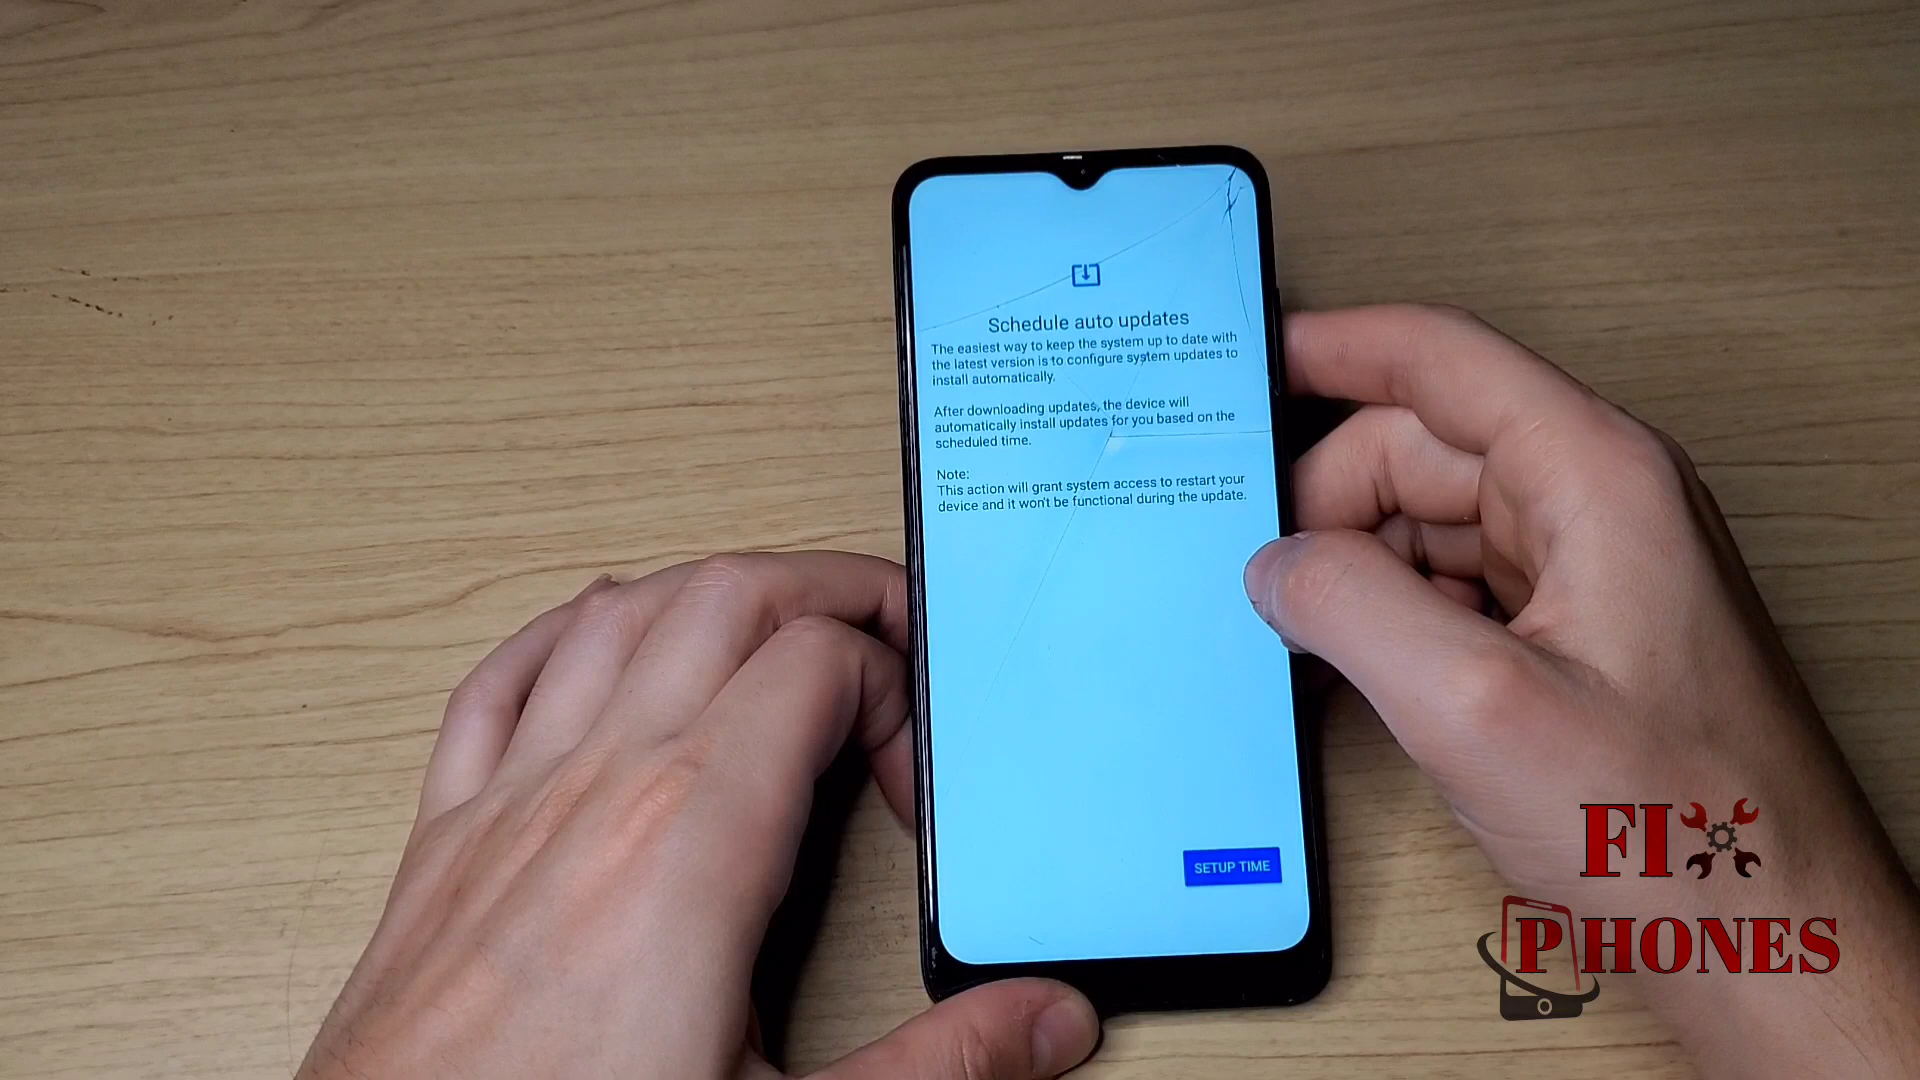 Schedule auto updates
The easiest way to keep the system up to date with
the latest version is to configure system updates to
install automatically.
After downloading updates, the device will
automatically install updates for you based on the
scheduled time.
Note:
This action will grant system access to restart your
device and it won't be functional during the update.
SETUP TIME
FIX
PHONES